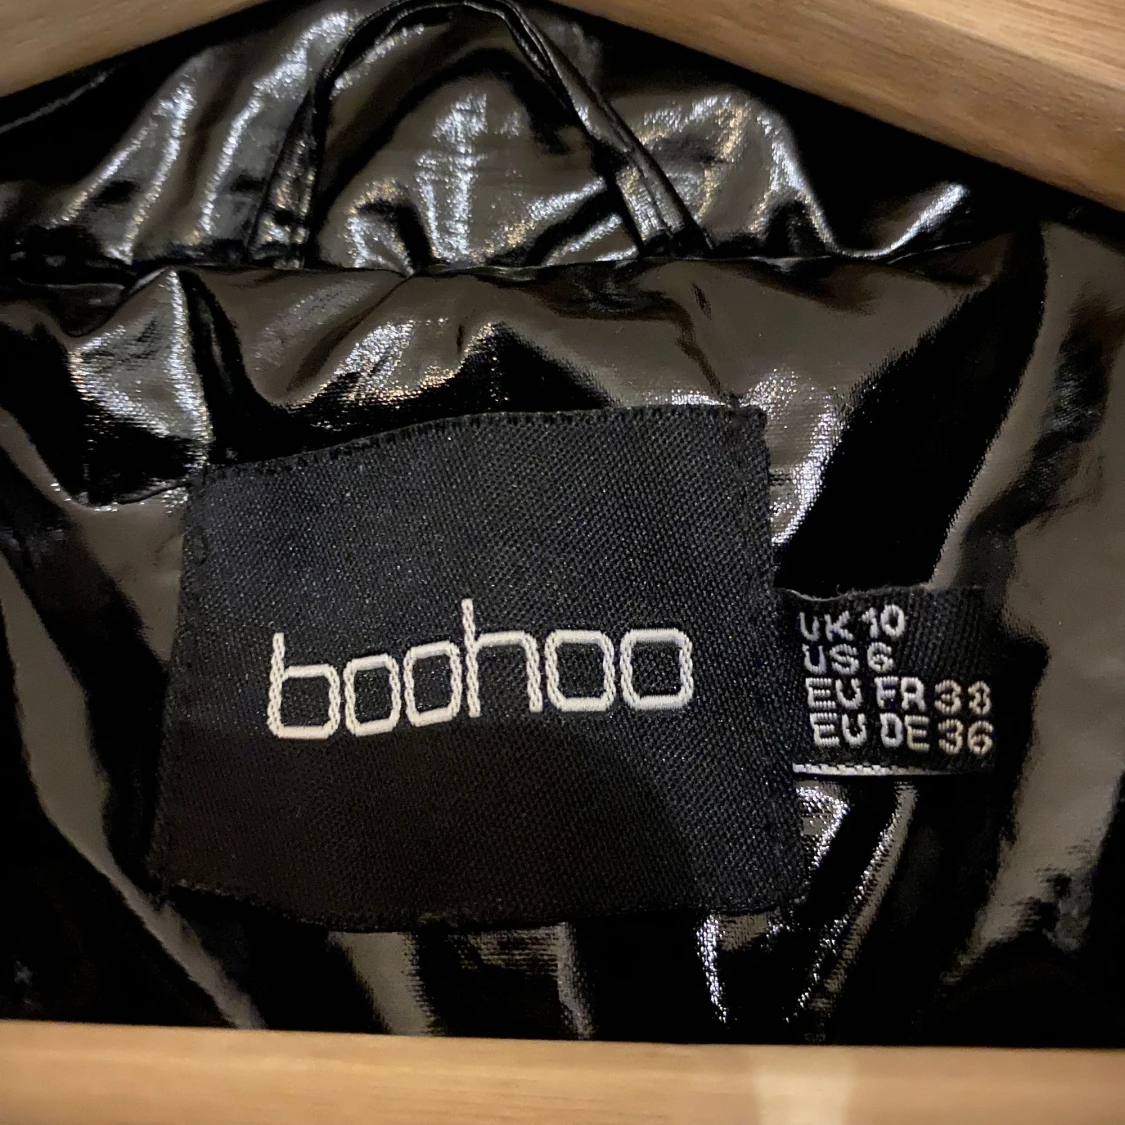 boohoo
UK 10
US 6
EU FR 38
EU DE 36